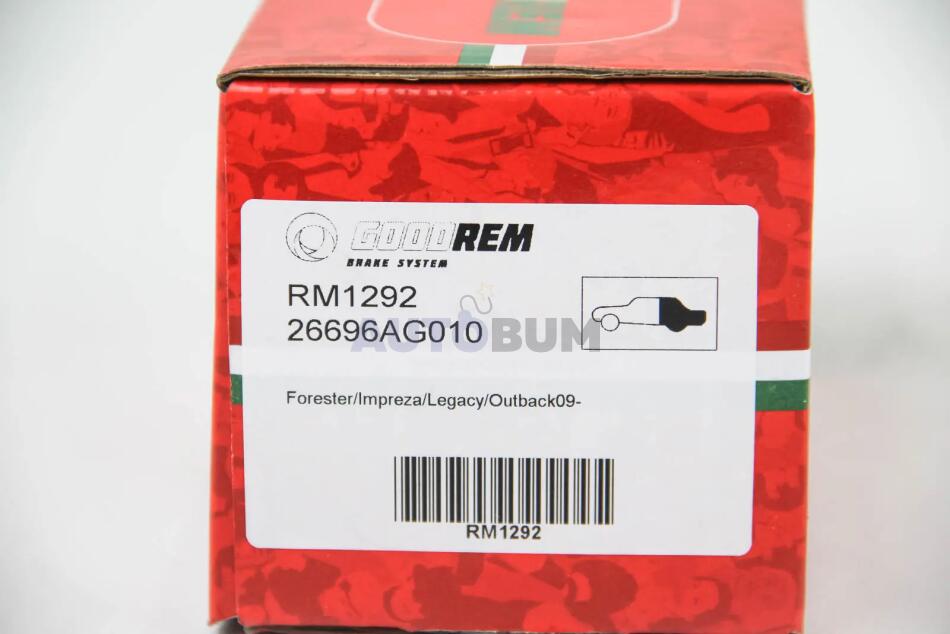 GOODREM
BRAKE SYSTEM
RM1292
26696AG010
AUTOBUM
Forester/Impreza/Legacy/Outback09-
RM1292